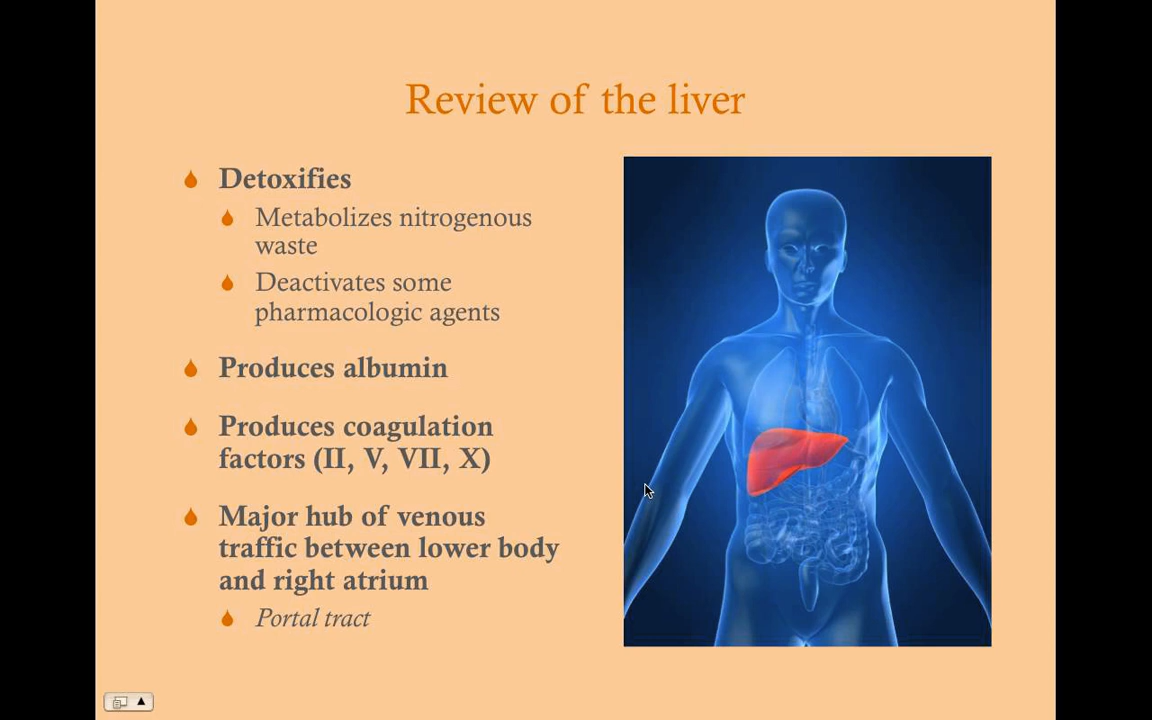 Review of the liver
Detoxifies
Metabolizes nitrogenous
waste
Deactivates some
pharmacologic agents
Produces albumin
Produces coagulation
factors (II, V, VII, X)
Major hub of venous
traffic between lower body
and right atrium
Portal tract